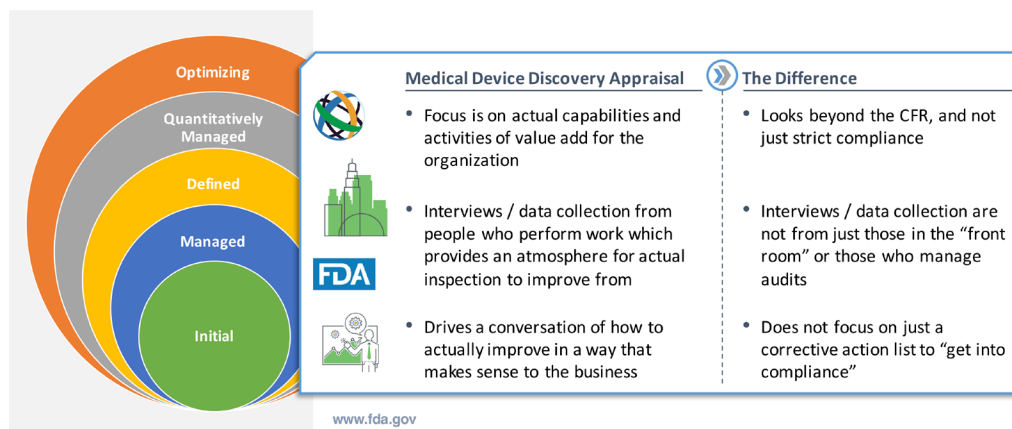 Optimizing
Quantitatively
Managed
Defined
Managed
Initial
Medical Device Discovery Appraisal
• Focus is on actual capabilities and
activities of value add for the
organization
• Interviews / data collection from
people who perform work which
provides an atmosphere for actual
inspection to improve from
FDA
• Drives a conversation of how to
actually improve in a way that
makes sense to the business
The Difference
• Looks beyond the CFR, and not
just strict compliance
• Interviews / data collection are
not from just those in the “front
room” or those who manage
audits
• Does not focus on just a
corrective action list to “get into
compliance”
www.fda.gov